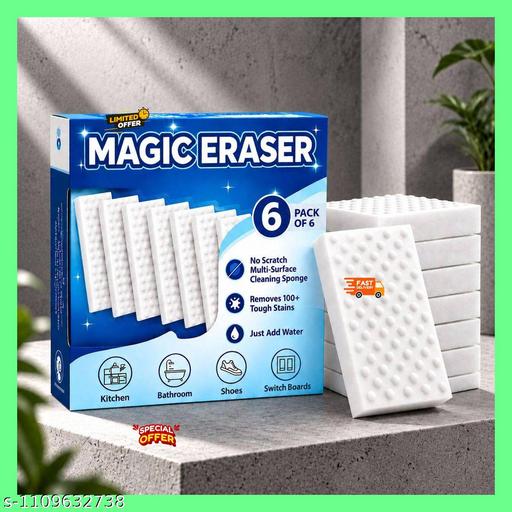 LIMITED
OFFER
MAGIC ERASER
6 PACK
OF 6
No Scratch
Multi-Surface
Cleaning Sponge
Removes 100+
Tough Stains
Just Add Water
Kitchen
Bathroom
Shoes
Switch Boards
FAST
DELIVERY
SPECIAL
OFFER
s-1109632738